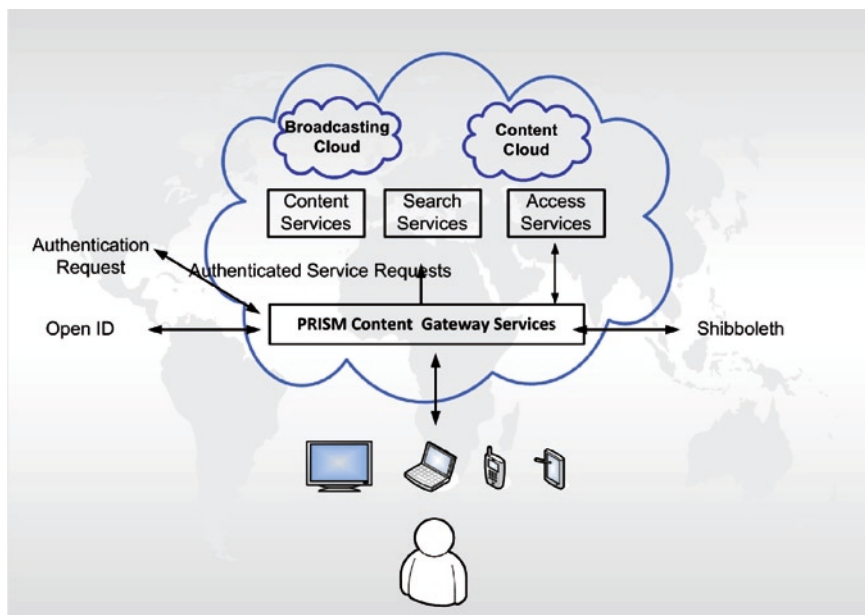 Broadcasting
Cloud
Content
Cloud
Content
Services
Search
Services
Access
Services
Authentication
Request
Authenticated Service Requests
Open ID
PRISM Content Gateway Services
Shibboleth